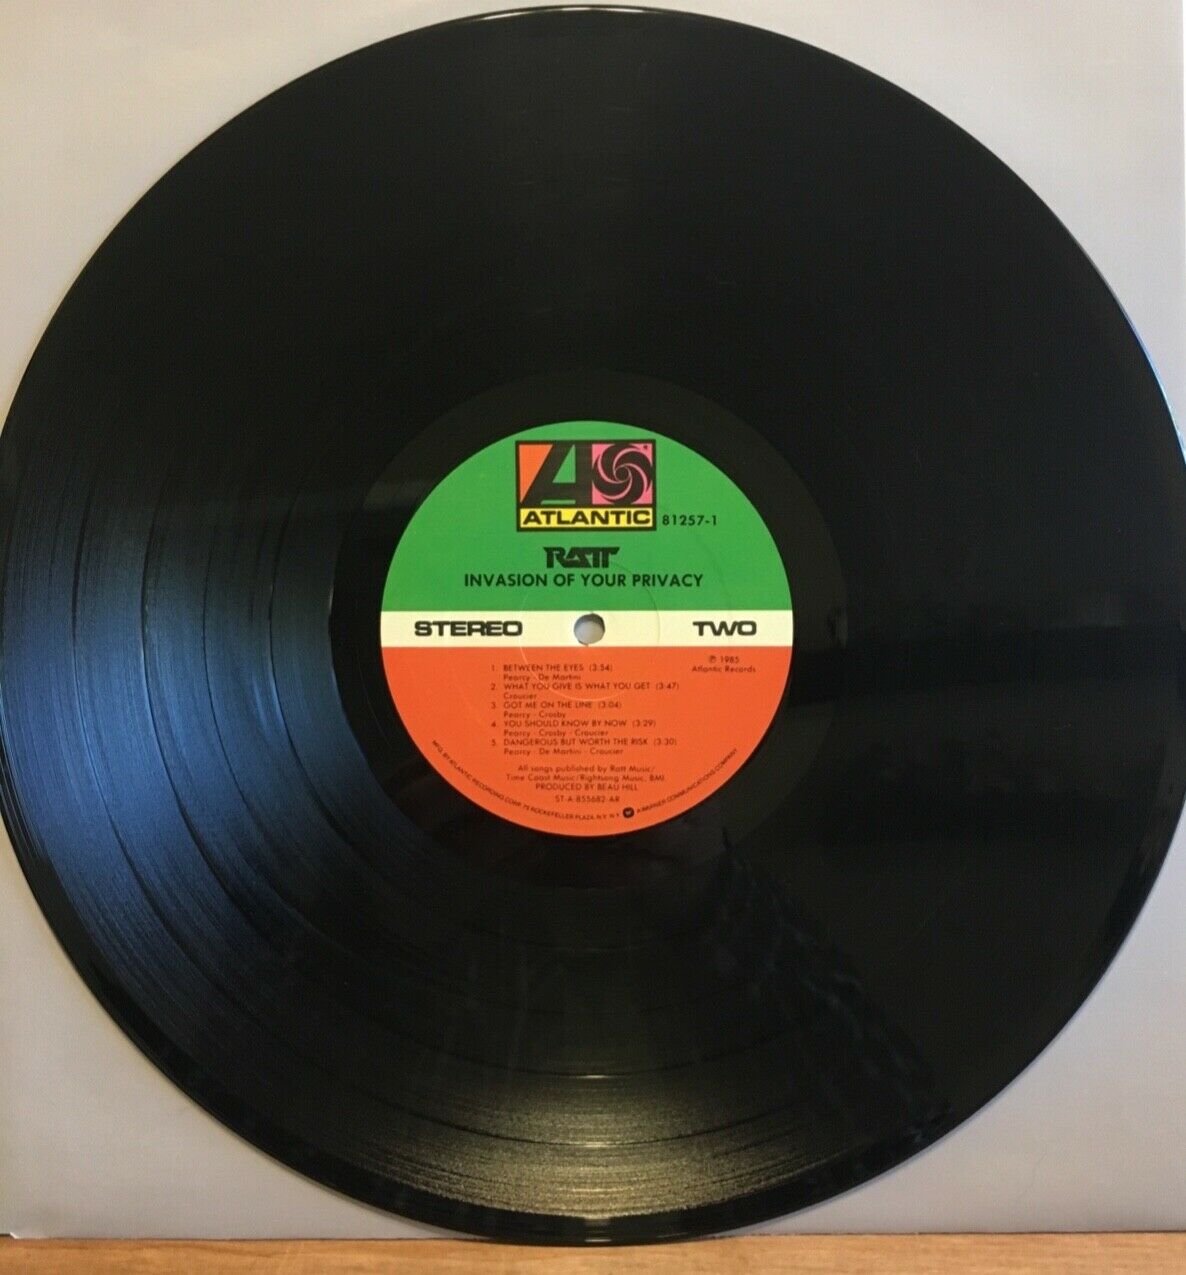 ATLANTIC
81257-1
RATT
INVASION OF YOUR PRIVACY
STEREO TWO
℗ 1985
Atlantic Records
1. BETWEEN THE EYES (3:54)
Pearcy - De Martini
2. WHAT YOU GIVE IS WHAT YOU GET (3:47)
Croucier
3. GOT ME ON THE LINE (3:04)
Pearcy - Crosby
4. YOU SHOULD KNOW BY NOW (3:29)
Pearcy - Crosby - Croucier
5. DANGEROUS BUT WORTH THE RISK (3:30)
Pearcy - De Martini - Croucier
All songs published by Ratt Music/
Time Coast Music/Rightsong Music, BMI
PRODUCED BY BEAU HILL
ST-A-855682-AR
MFG. BY ATLANTIC RECORDING CORP. 75 ROCKEFELLER PLAZA, N.Y. N.Y. A WARNER COMMUNICATIONS COMPANY